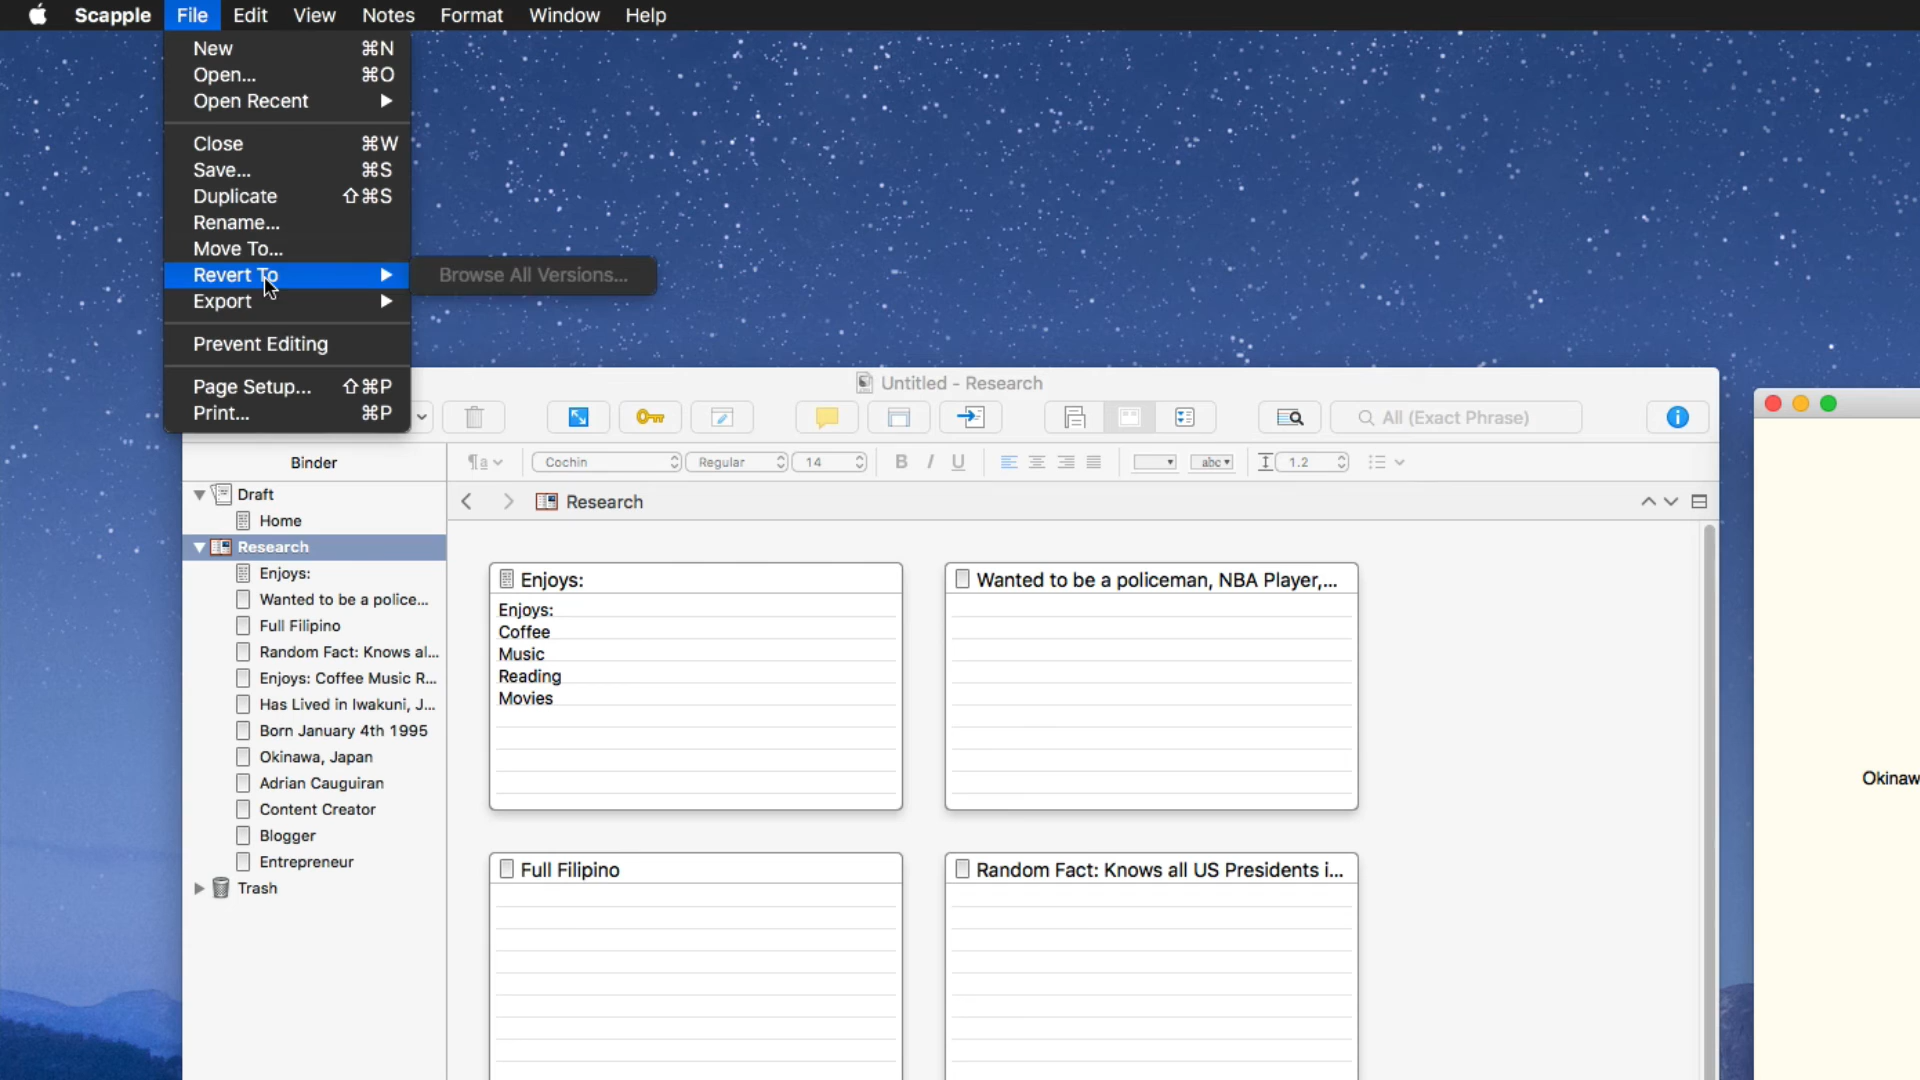 Scapple File Edit View Notes Format Window Help
New ⌘N
Open... ⌘O
Open Recent
Close ⌘W
Save... ⌘S
Duplicate ⇧⌘S
Rename...
Move To...
Revert To
Browse All Versions...
Export
Prevent Editing
Page Setup... ⇧⌘P
Print... ⌘P
Untitled - Research
All (Exact Phrase)
Binder
a Cochin Regular 14 B I U abc 1.2
Draft
Home
Research
Enjoys:
Wanted to be a police...
Full Filipino
Random Fact: Knows al...
Enjoys: Coffee Music R...
Has Lived in Iwakuni, J...
Born January 4th 1995
Okinawa, Japan
Adrian Cauguiran
Content Creator
Blogger
Entrepreneur
Trash
Research
Enjoys:
Enjoys:
Coffee
Music
Reading
Movies
Wanted to be a policeman, NBA Player,...
Full Filipino
Random Fact: Knows all US Presidents i...
Okinaw